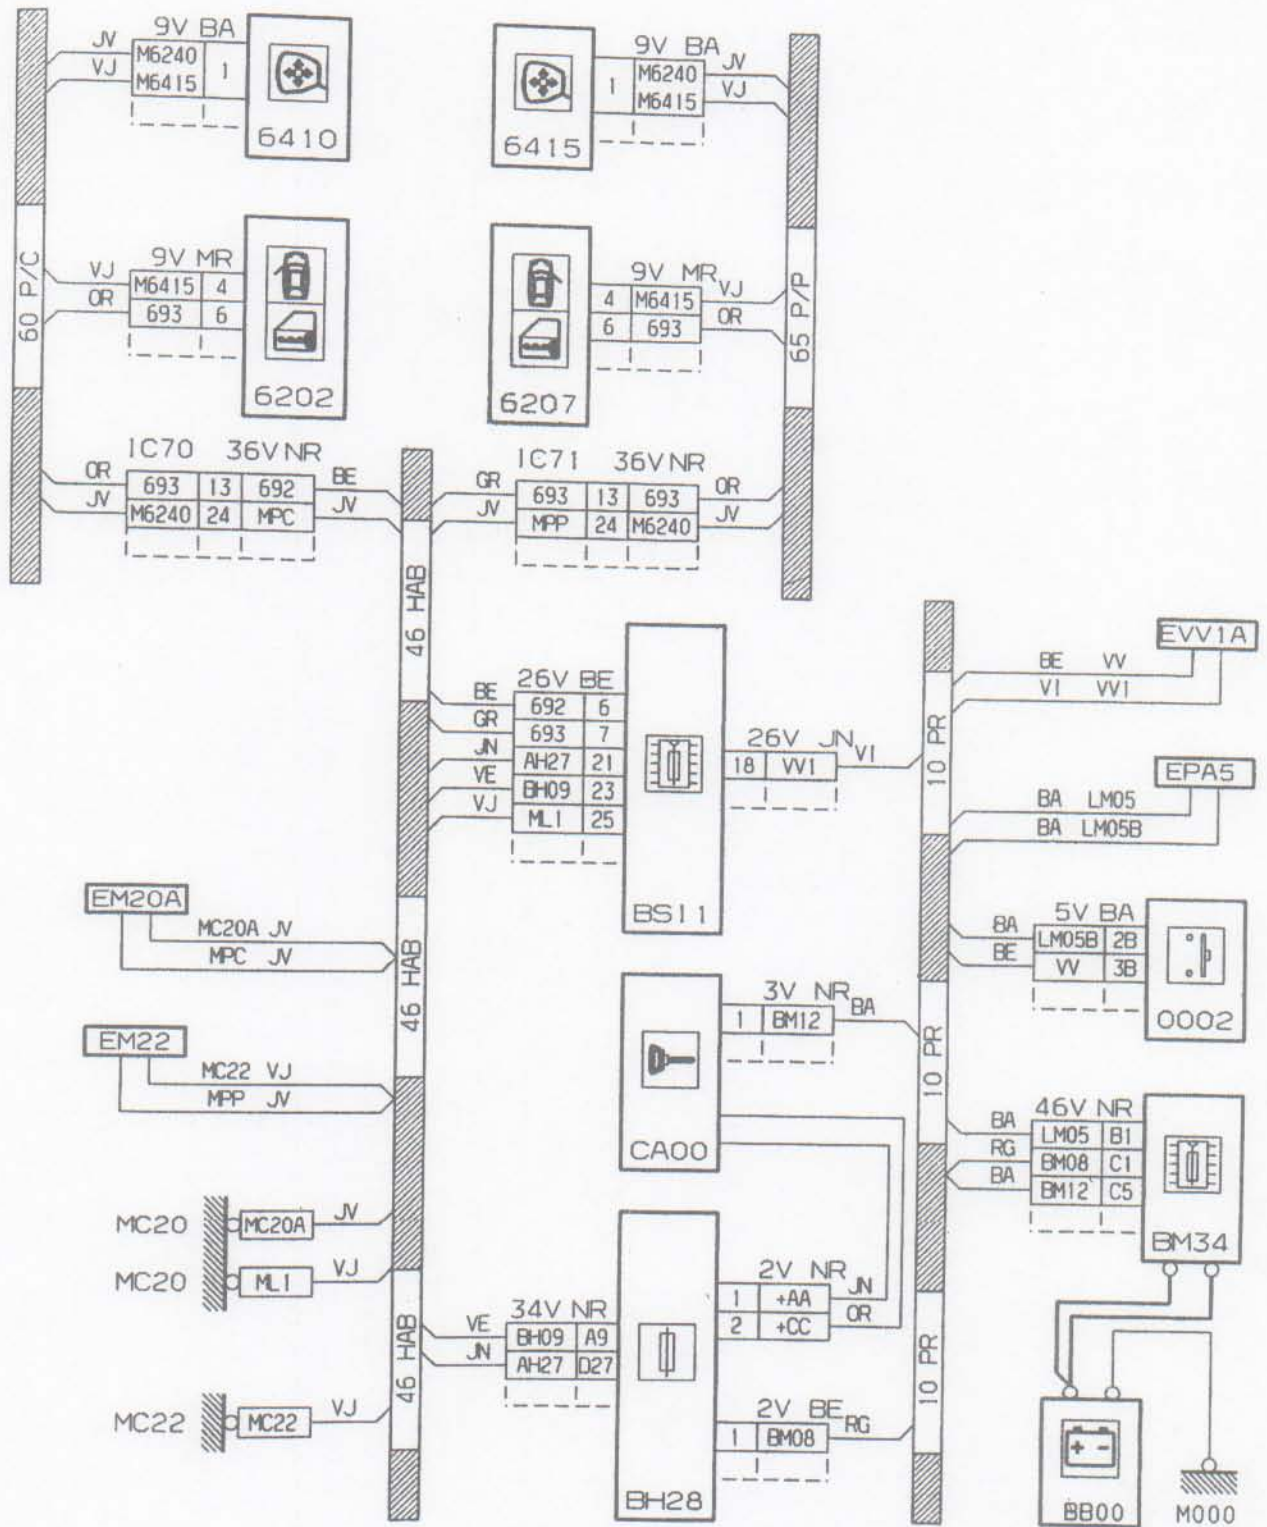 9V BA
JV
M6240
1
VJ
M6415
6410
9V BA
JV
1
M6240
VJ
M6415
6415
60 P/C
9V MR
VJ
M6415 4
OR
693 6
6202
9V MR
VJ
4 M6415
OR
6 693
6207
65 P/P
1C70 36V NR
OR 693 13 692 BE
JV M6240 24 MPC JV
1C71 36V NR
GR 693 13 693 OR
JV MPP 24 M6240 JV
46 HAB
26V BE
BE 692 6
GR 693 7
JN AH27 21
VE BH09 23
VJ ML1 25
BS11
26V JN
18 VV1 VI
10 PR
EVV1A
BE VV
VI VV1
EPA5
BA LM05
BA LM05B
5V BA
BA LM05B 2B
BE VV 3B
0002
EM20A
MC20A JV
MPC JV
46 HAB
EM22
MC22 VJ
MPP JV
3V NR
1 BM12 BA
CA00
10 PR
46V NR
BA LM05 B1
RG BM08 C1
BA BM12 C5
BM34
MC20 MC20A JV
MC20 ML1 VJ
46 HAB
MC22 MC22 VJ
34V NR
VE BH09 A9
JN AH27 D27
2V NR
1 +AA JN
2 +CC OR
2V BE
1 BM08 RG
BH28
10 PR
+ -
BB00
M000